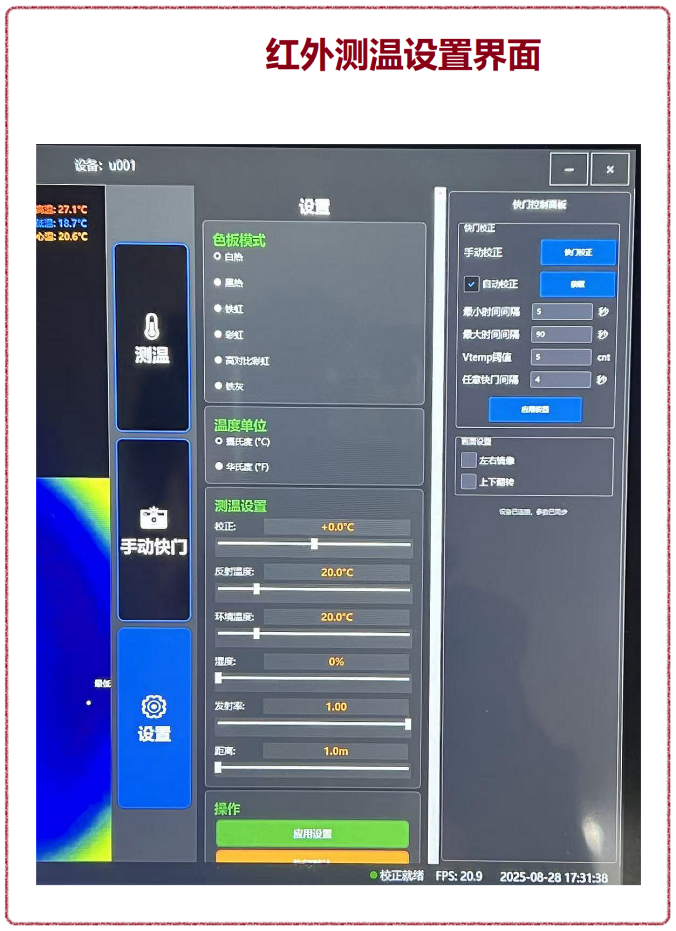 红外测温设置界面
设备: u001
高温: 27.1°C
低温: 18.7°C
心温: 20.6°C
测温
手动快门
设置
最低
设置
色板模式
白热
黑热
铁红
彩虹
高对比彩虹
铁灰
温度单位
摄氏度 (°C)
华氏度 (°F)
测温设置
校正: +0.0°C
反射温度: 20.0°C
环境温度: 20.0°C
湿度: 0%
发射率: 1.00
距离: 1.0m
操作
应用设置
快门控制面板
快门校正
手动校正 快门校正
自动校正
最小时间间隔 5 秒
最大时间间隔 90 秒
Vtemp阈值 5 cnt
任意快门间隔 4 秒
应用设置
画面设置
左右镜像
上下翻转
设备已连接，参数已同步
校正就绪 FPS: 20.9 2025-08-28 17:31:38